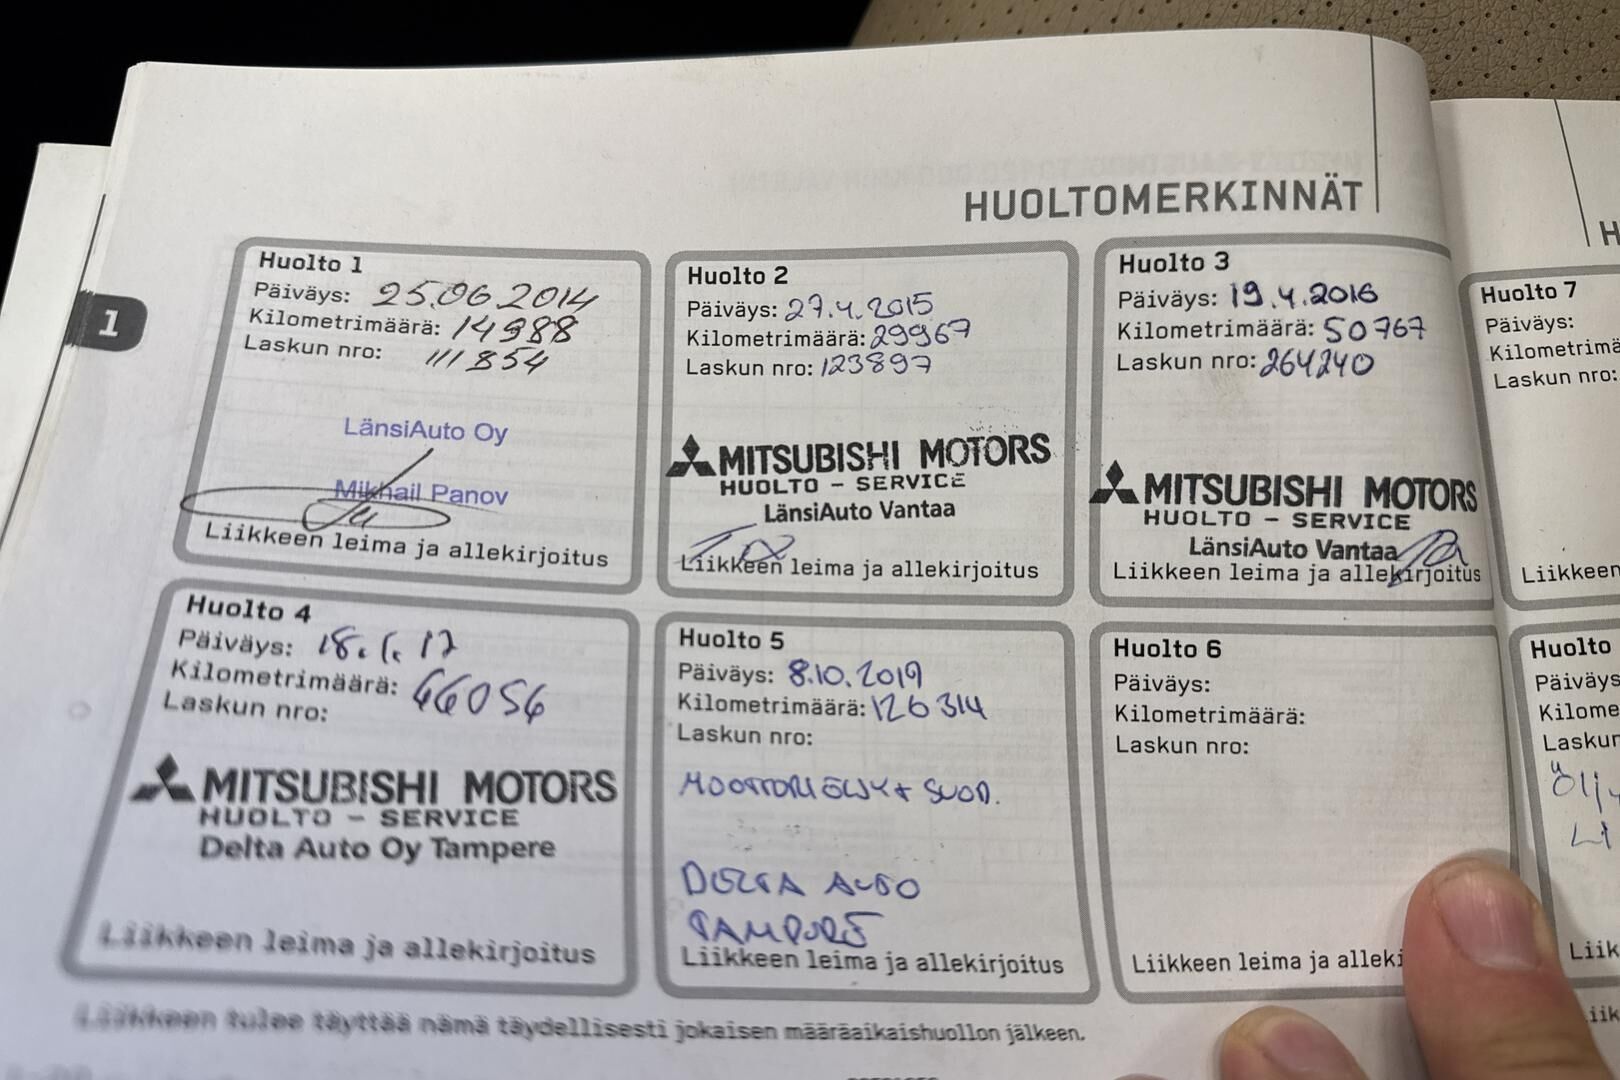 HUOLTOMERKINNÄT
1
Huolto 1
Päiväys: 25.06.2014
Kilometrimäärä: 14988
Laskun nro: 111854
LänsiAuto Oy
Mikhail Panov
Liikkeen leima ja allekirjoitus
Huolto 2
Päiväys: 27.4.2015
Kilometrimäärä: 29967
Laskun nro: 123897
MITSUBISHI MOTORS
HUOLTO - SERVICE
LänsiAuto Vantaa
Liikkeen leima ja allekirjoitus
Huolto 3
Päiväys: 19.4.2016
Kilometrimäärä: 50767
Laskun nro: 264240
MITSUBISHI MOTORS
HUOLTO - SERVICE
LänsiAuto Vantaa
Liikkeen leima ja allekirjoitus
Huolto 4
Päiväys: 18.1.17
Kilometrimäärä: 66056
Laskun nro:
MITSUBISHI MOTORS
HUOLTO - SERVICE
Delta Auto Oy Tampere
Liikkeen leima ja allekirjoitus
Huolto 5
Päiväys: 8.10.2019
Kilometrimäärä: 126314
Laskun nro:
MOOTTORIÖLJY + SUOD.
DELTA AUTO
TAMPERE
Liikkeen leima ja allekirjoitus
Huolto 6
Päiväys:
Kilometrimäärä:
Laskun nro:
Liikkeen leima ja alleki
Liikkeen tulee täyttää nämä täydellisesti jokaisen määräaikaishuollon jälkeen.
H
Huolto 7
Päiväys:
Kilometrimä
Laskun nro:
Liikkeen
Huolto
Päiväys
Kilome
Laskun
Liik